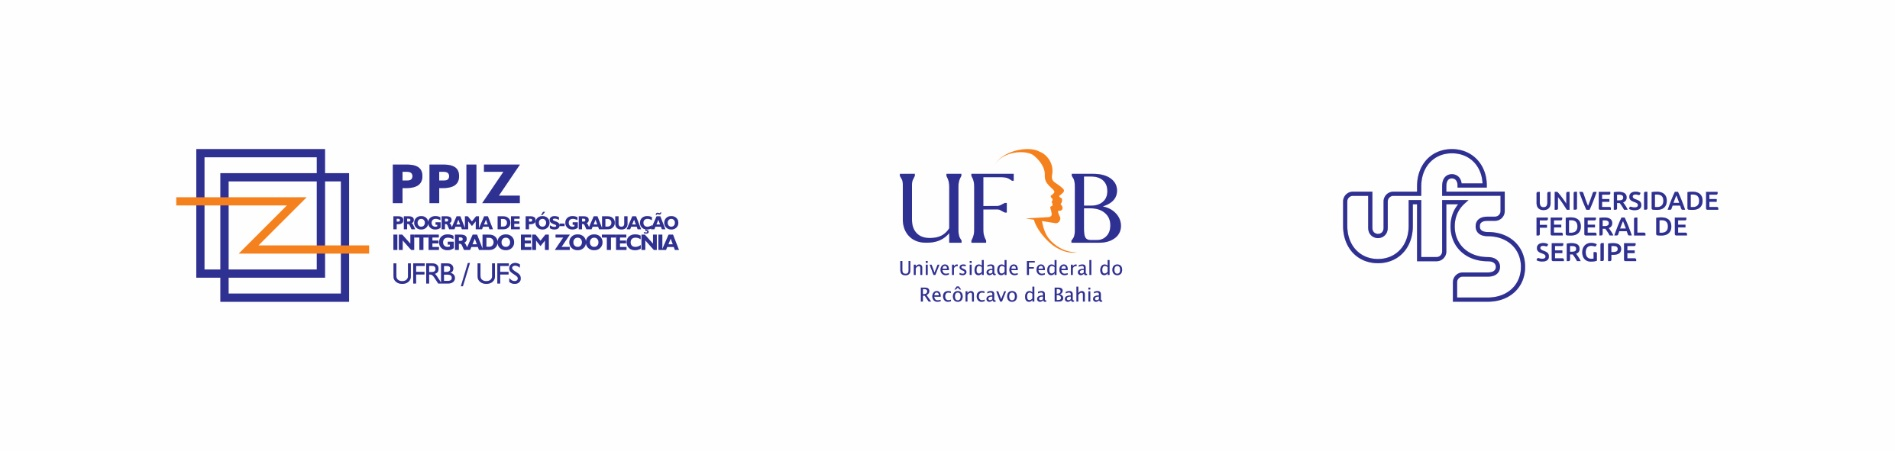 PPIZ
PROGRAMA DE PÓS-GRADUAÇÃO
INTEGRADO EM ZOOTECNIA
UFRB / UFS
UFRB
Universidade Federal do
Recôncavo da Bahia
ufs
UNIVERSIDADE
FEDERAL DE
SERGIPE